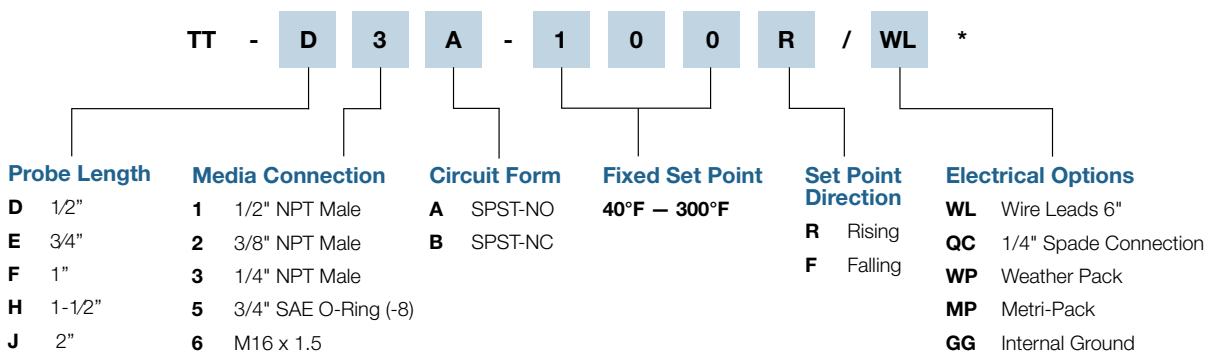 TT - D 3 A - 1 0 0 R / WL *
Probe Length
D 1/2”
E 3/4”
F 1”
H 1-1/2”
J 2”
Media Connection
1 1/2" NPT Male
2 3/8" NPT Male
3 1/4" NPT Male
5 3/4" SAE O-Ring (-8)
6 M16 x 1.5
Circuit Form
A SPST-NO
B SPST-NC
Fixed Set Point
40°F — 300°F
Set Point
Direction
R Rising
F Falling
Electrical Options
WL Wire Leads 6"
QC 1/4" Spade Connection
WP Weather Pack
MP Metri-Pack
GG Internal Ground